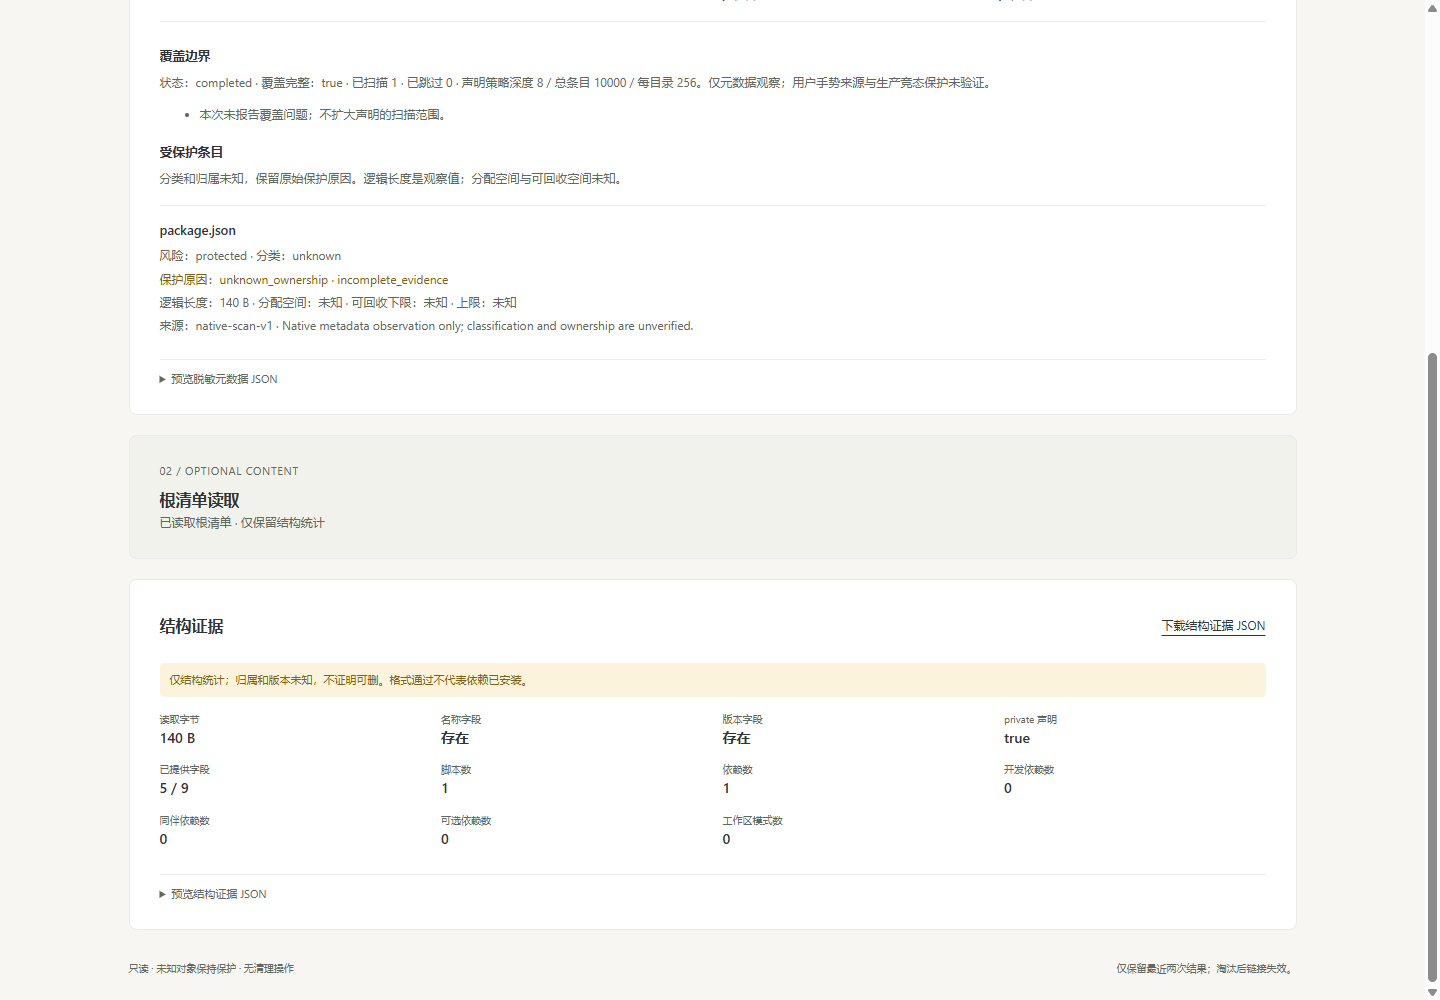 覆盖边界
状态：completed · 覆盖完整：true · 已扫描 1 · 已跳过 0 · 声明策略深度 8 / 总条目 10000 / 每目录 256。仅元数据观察；用户手势来源与生产竞态保护未验证。
• 本次未报告覆盖问题；不扩大声明的扫描范围。
受保护条目
分类和归属未知，保留原始保护原因。逻辑长度是观察值；分配空间与可回收空间未知。
package.json
风险：protected · 分类：unknown
保护原因：unknown_ownership · incomplete_evidence
逻辑长度：140 B · 分配空间：未知 · 可回收下限：未知 · 上限：未知
来源：native-scan-v1 · Native metadata observation only; classification and ownership are unverified.
▶ 预览脱敏元数据 JSON
02 / OPTIONAL CONTENT
根清单读取
已读取根清单 · 仅保留结构统计
结构证据
下载结构证据 JSON
仅结构统计；归属和版本未知，不证明可删。格式通过不代表依赖已安装。
读取字节 名称字段 版本字段 private 声明
140 B 存在 存在 true
已提供字段 脚本数 依赖数 开发依赖数
5 / 9 1 1 0
同伴依赖数 可选依赖数 工作区模式数
0 0 0
▶ 预览结构证据 JSON
只读 · 未知对象保持保护 · 无清理操作
仅保留最近两次结果；淘汰后链接失效。